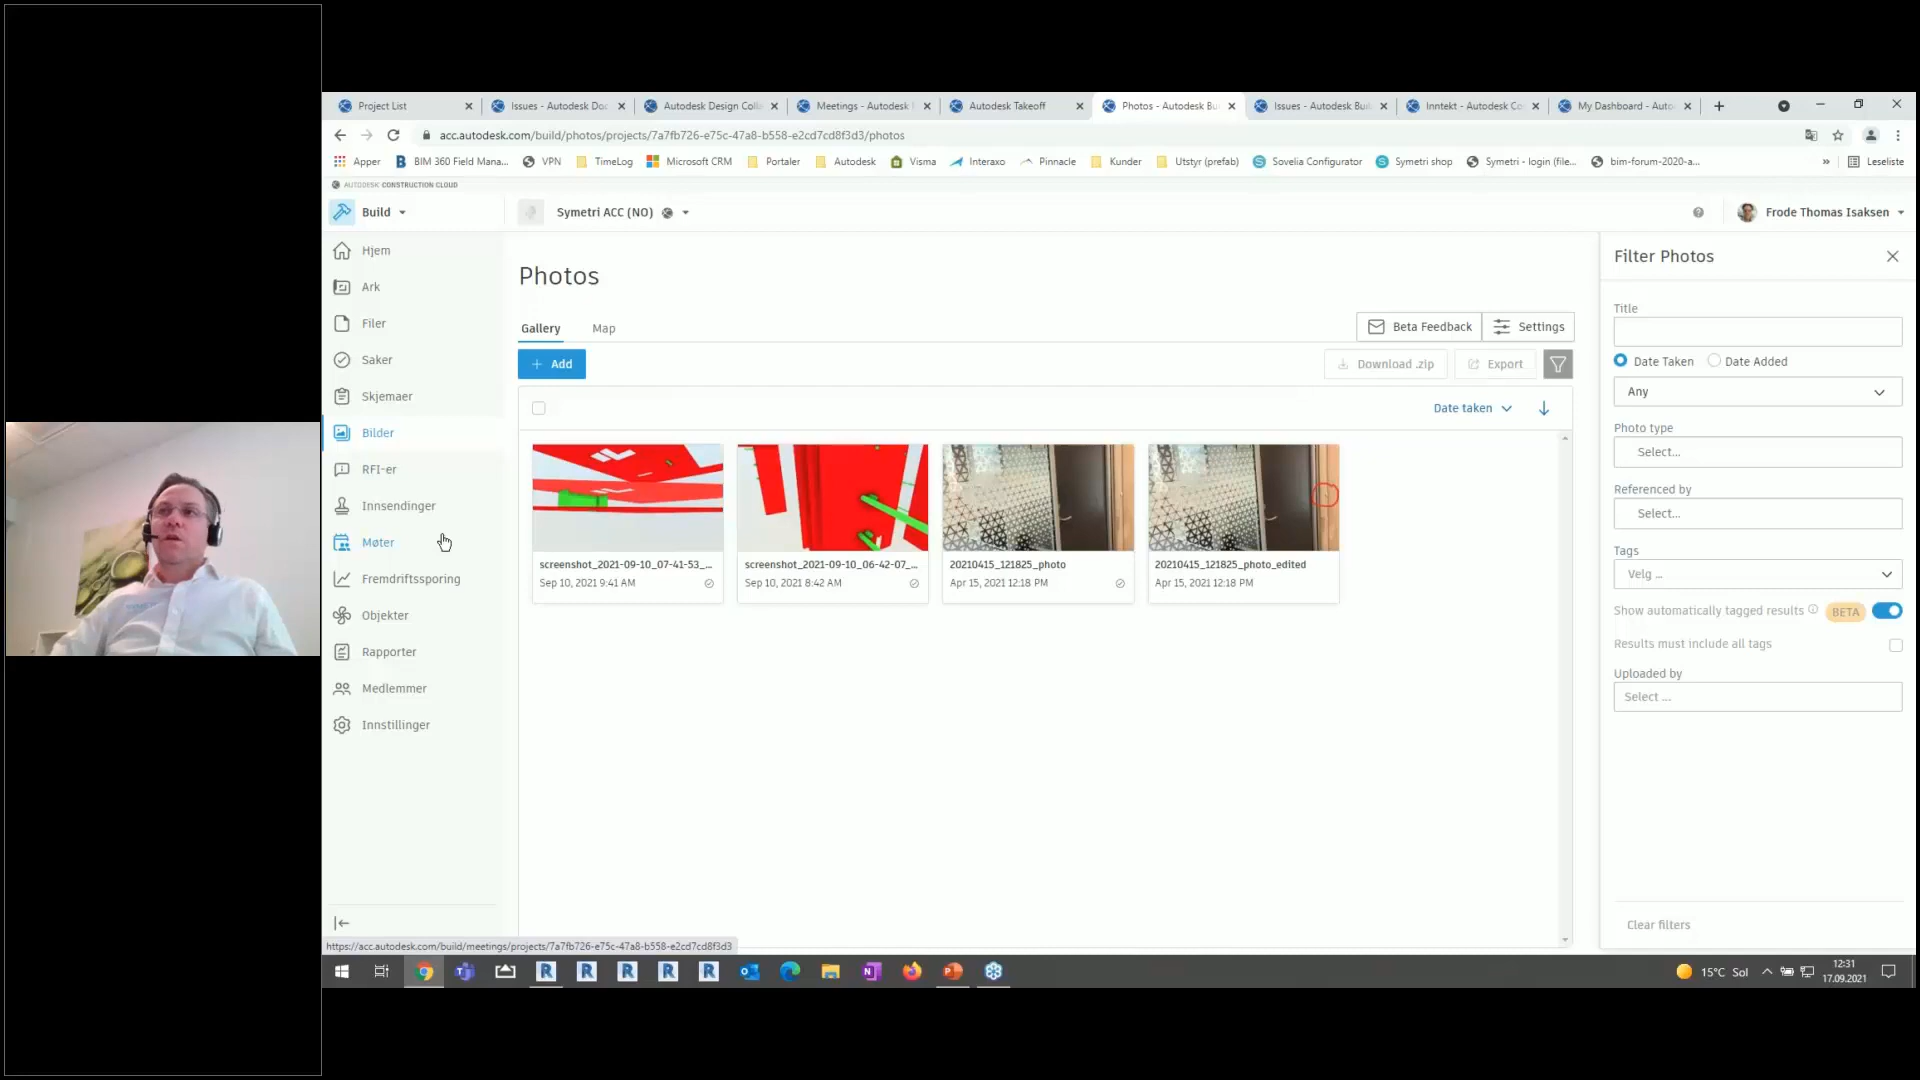 Project List
Issues - Autodesk Doc
Autodesk Design Coll
Meetings - Autodesk
Autodesk Takeoff
Photos - Autodesk Bu
Issues - Autodesk Bui
Inntekt - Autodesk Co
My Dashboard - Auto
acc.autodesk.com/build/photos/projects/7a7fb726-e75c-47a8-b558-e2cd7cd8f3d3/photos
Apper
BIM 360 Field Mana...
VPN
TimeLog
Microsoft CRM
Portaler
Autodesk
Visma
Interaxo
Pinnacle
Kunder
Utstyr (prefab)
Sovelia Configurator
Symetri shop
Symetri - login (file...
bim-forum-2020-a...
»
Leseliste
AUTODESK CONSTRUCTION CLOUD
Build
Symetri ACC (NO)
Frode Thomas Isaksen
Hjem
Ark
Filer
Saker
Skjemaer
Bilder
RFI-er
Innsendinger
Møter
Fremdriftssporing
Objekter
Rapporter
Medlemmer
Innstillinger
Photos
Gallery
Map
Beta Feedback
Settings
+ Add
Download .zip
Export
Date taken
screenshot_2021-09-10_07-41-53_...
Sep 10, 2021 9:41 AM
screenshot_2021-09-10_06-42-07_...
Sep 10, 2021 8:42 AM
20210415_121825_photo
Apr 15, 2021 12:18 PM
20210415_121825_photo_edited
Apr 15, 2021 12:18 PM
Filter Photos
Title
Date Taken
Date Added
Any
Photo type
Select...
Referenced by
Select...
Tags
Velg ...
Show automatically tagged results
BETA
Results must include all tags
Uploaded by
Select ...
Clear filters
https://acc.autodesk.com/build/meetings/projects/7a7fb726-e75c-47a8-b558-e2cd7cd8f3d3
15°C Sol
12:31
17.09.2021